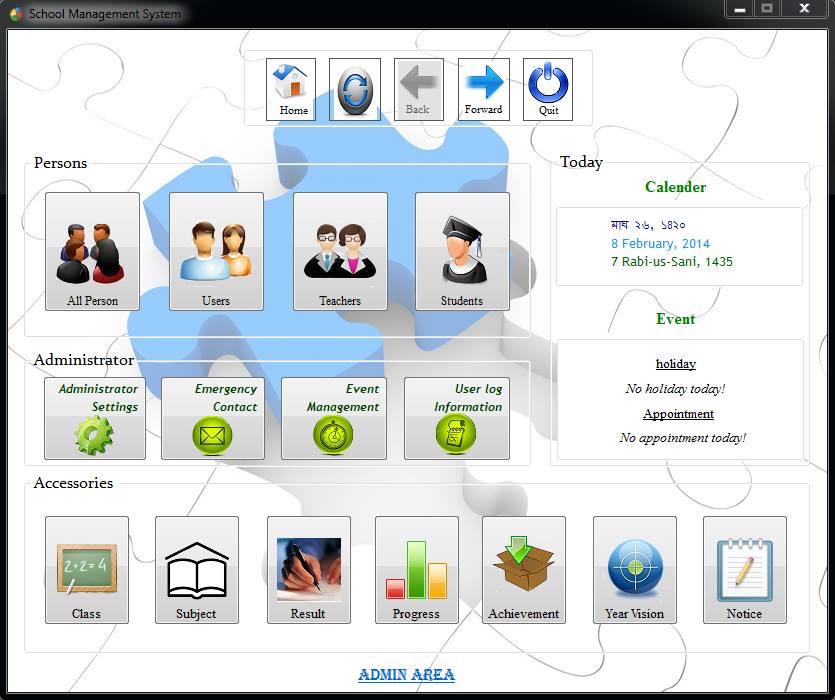 School Management System
Home
Back
Forward
Quit
Persons
All Person
Users
Teachers
Students
Today
Calender
মাঘ ২৬, ১৪২০
8 February, 2014
7 Rabi-us-Sani, 1435
Event
holiday
No holiday today!
Appointment
No appointment today!
Administrator
Administrator
Settings
Emergency
Contact
Event
Management
User log
Information
Accessories
2+2=4
Class
Subject
Result
Progress
Achievement
Year Vision
Notice
ADMIN AREA